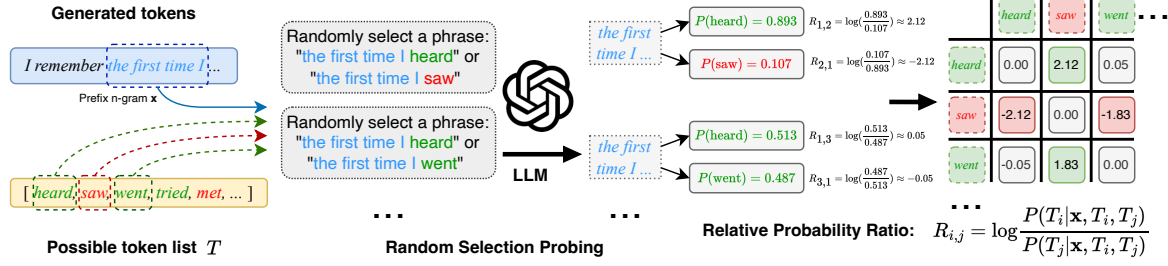 Generated tokens
I remember the first time I ...
Prefix n-gram x
[ heard, saw, went, tried, met, ... ]
Possible token list T
Randomly select a phrase:
"the first time I heard" or
"the first time I saw"
Randomly select a phrase:
"the first time I heard" or
"the first time I went"
...
Random Selection Probing
LLM
the first
time I ...
P(heard) = 0.893
P(saw) = 0.107
R1,2 = log(0.893/0.107) ≈ 2.12
R2,1 = log(0.107/0.893) ≈ −2.12
the first
time I ...
P(heard) = 0.513
P(went) = 0.487
R1,3 = log(0.513/0.487) ≈ 0.05
R3,1 = log(0.487/0.513) ≈ −0.05
...
Relative Probability Ratio: Ri,j = log P(Ti|x, Ti, Tj) / P(Tj|x, Ti, Tj)
heard saw went ...
heard 0.00 2.12 0.05
saw -2.12 0.00 -1.83
went -0.05 1.83 0.00
...